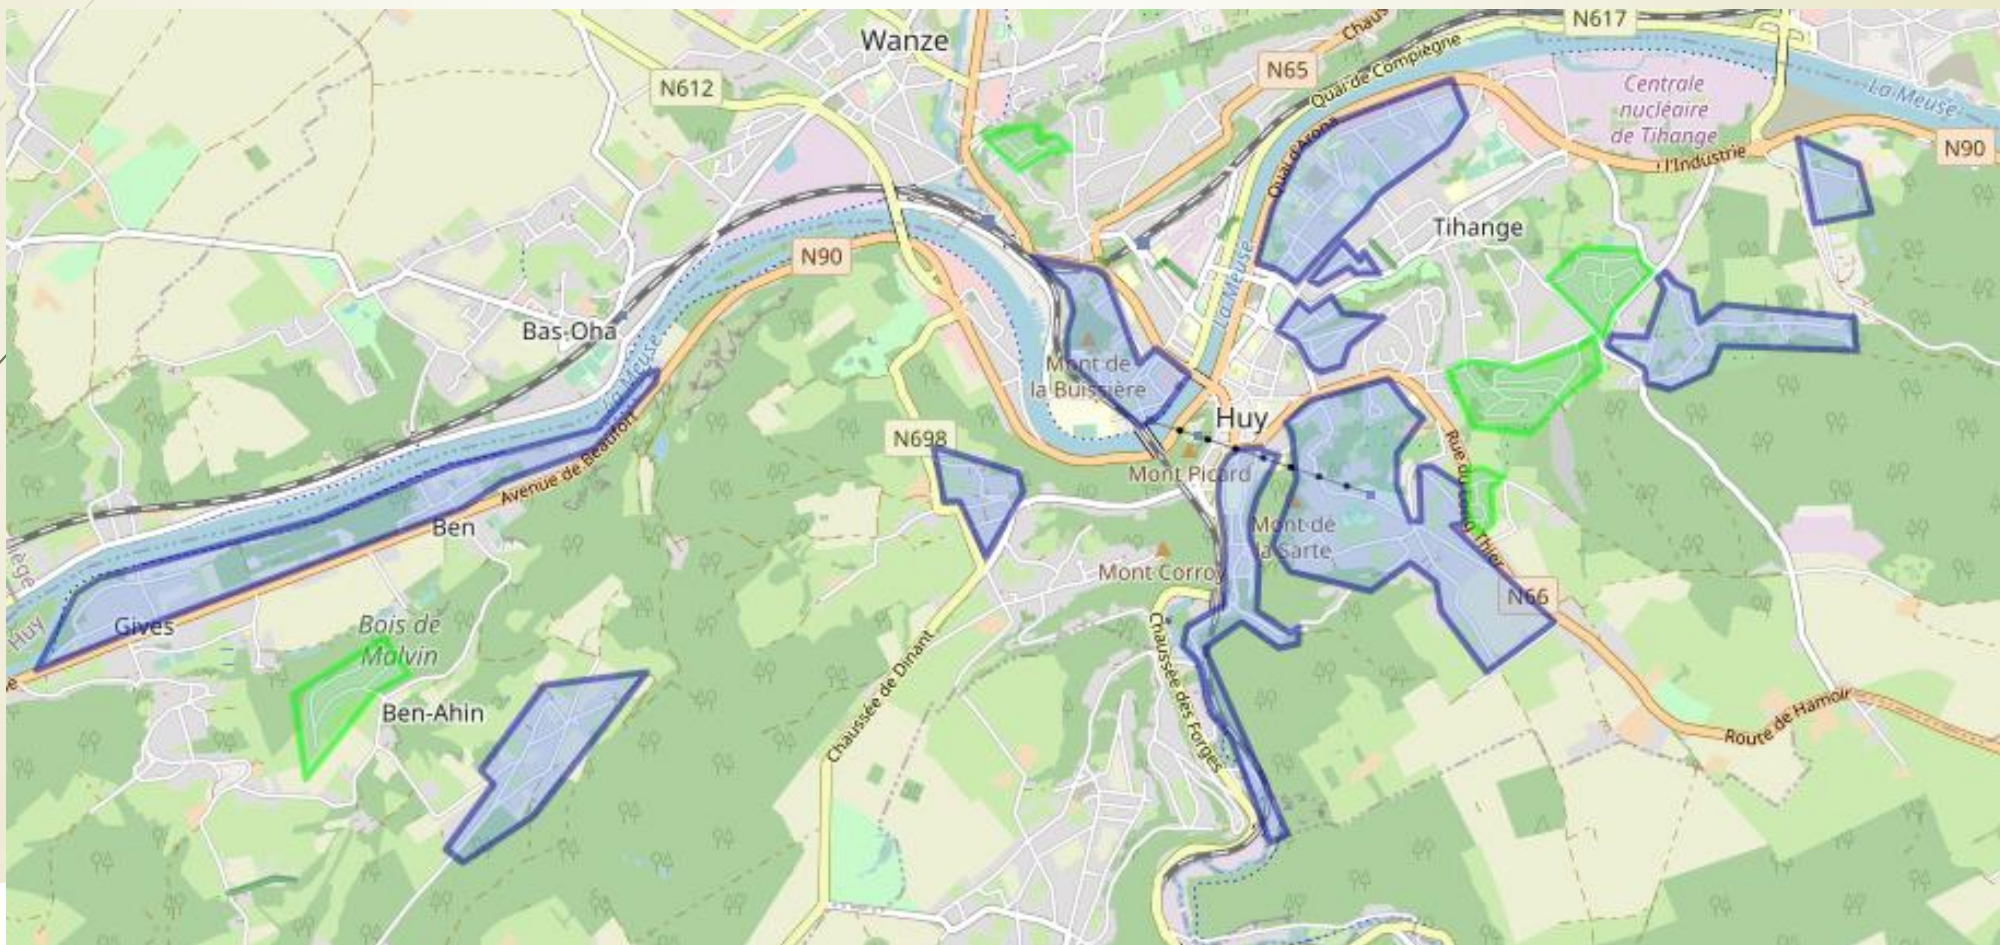 N617
Chaus
Wanze
N65
Quai de Compiègne
N612
Centrale
nucléaire
de Tihange
La Meuse
N90
l'Industrie
Quai d'Arona
Tihange
N90
La Meuse
Bas-Oha
La Meuse
Mont de
la Buissière
Huy
N698
Avenue de Beaufort
Mont Picard
Rue du Long Thier
Ben
Mont de
la Sarte
Liège
Mont Corroy
N66
Huy
Gives
Bois de
Malvin
Chaussée de Dinant
Chaussée des Forges
Ben-Ahin
Route de Hamoir